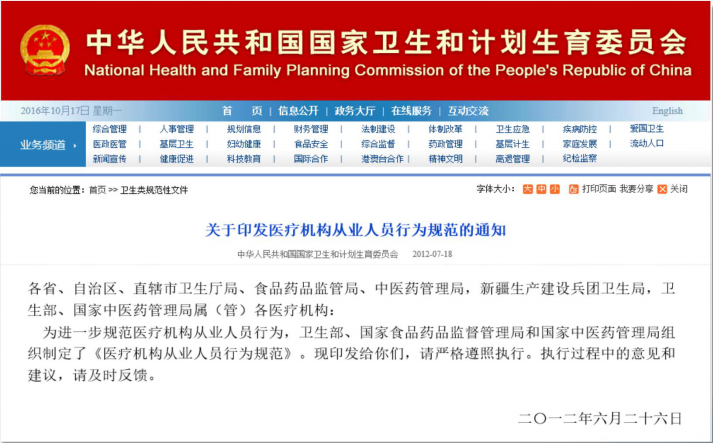 中华人民共和国国家卫生和计划生育委员会
National Health and Family Planning Commission of the People's Republic of China
2016年10月17日 星期一 首 页 | 信息公开 | 政务大厅 | 在线服务 | 互动交流 English
业务频道
综合管理 | 人事管理 | 规划信息 | 财务管理 | 法制建设 | 体制改革 | 卫生应急 | 疾病防控 | 爱国卫生
医政医管 | 基层卫生 | 妇幼健康 | 食品安全 | 综合监督 | 药政管理 | 基层计生 | 家庭发展 | 流动人口
新闻宣传 | 健康促进 | 科技教育 | 国际合作 | 港澳台合作 | 精神文明 | 离退管理 | 纪检监察
您当前的位置：首页 >> 卫生类规范性文件 字体大小： 大 中 小 打印页面 我要分享 关闭
关于印发医疗机构从业人员行为规范的通知
中华人民共和国国家卫生和计划生育委员会 2012-07-18
各省、自治区、直辖市卫生厅局、食品药品监管局、中医药管理局，新疆生产建设兵团卫生局，卫
生部、国家中医药管理局属（管）各医疗机构：
为进一步规范医疗机构从业人员行为，卫生部、国家食品药品监督管理局和国家中医药管理局组
织制定了《医疗机构从业人员行为规范》。现印发给你们，请严格遵照执行。执行过程中的意见和
建议，请及时反馈。
二〇一二年六月二十六日